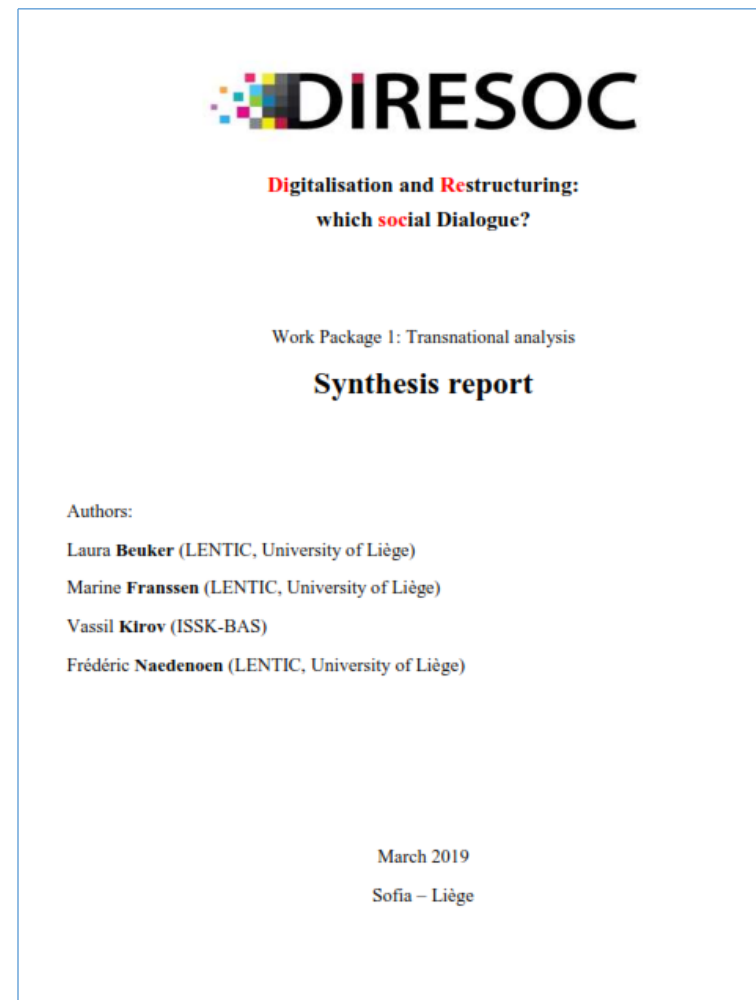 DIRESOC
Digitalisation and Restructuring:
which social Dialogue?
Work Package 1: Transnational analysis
Synthesis report
Authors:
Laura Beuker (LENTIC, University of Liège)
Marine Franssen (LENTIC, University of Liège)
Vassil Kirov (ISSK-BAS)
Frédéric Naedenoen (LENTIC, University of Liège)
March 2019
Sofia – Liège